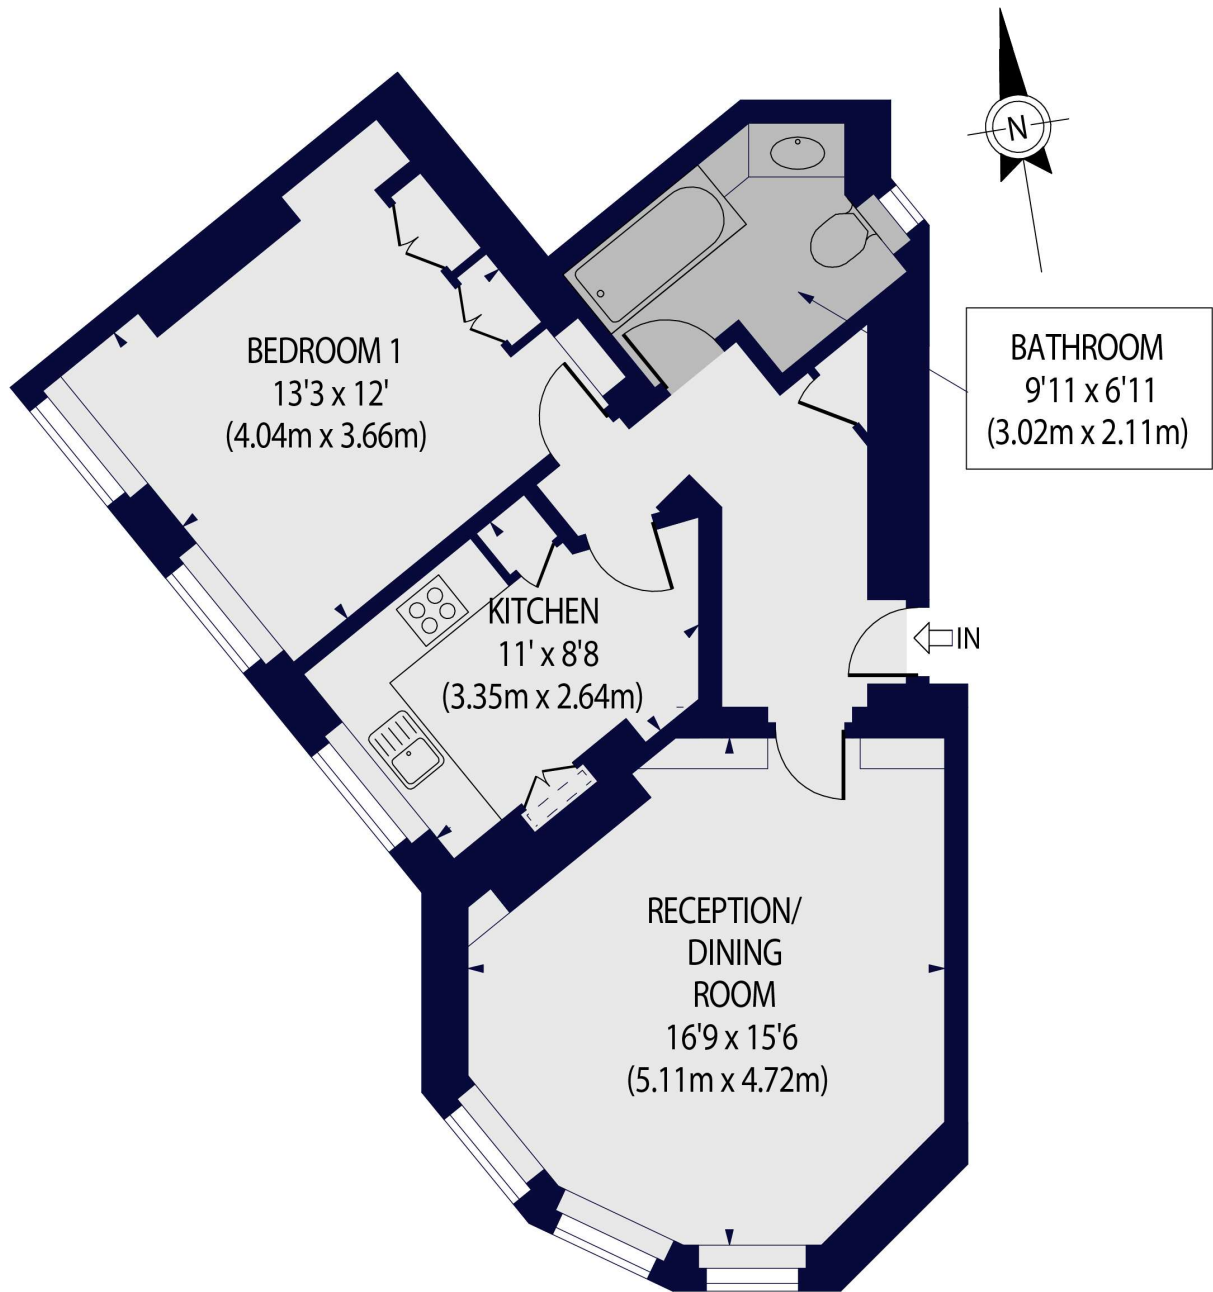 N
BEDROOM 1
13'3 x 12'
(4.04m x 3.66m)
BATHROOM
9'11 x 6'11
(3.02m x 2.11m)
KITCHEN
11' x 8'8
(3.35m x 2.64m)
IN
RECEPTION/
DINING
ROOM
16'9 x 15'6
(5.11m x 4.72m)